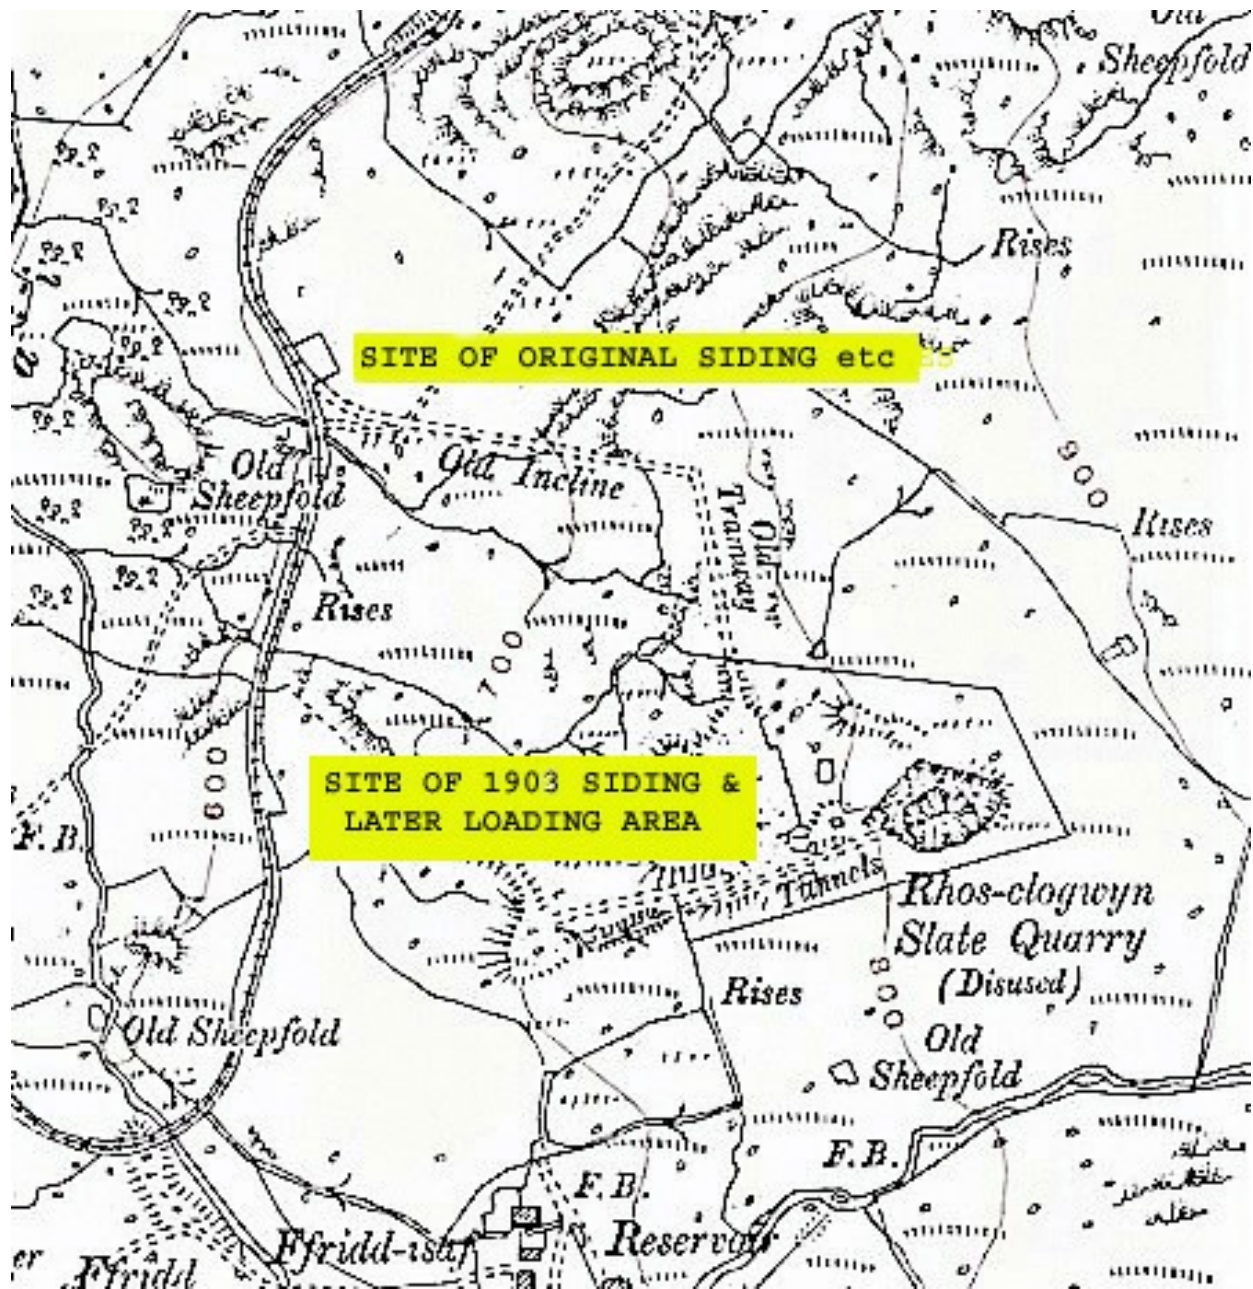 Old
Sheepfold
Rises
SITE OF ORIGINAL SIDING etc
Old
Sheepfold
Old Incline
Old
Tramway
900
Rises
Rises
700
600
SITE OF 1903 SIDING &
LATER LOADING AREA
F.B.
Tunnels
Rhos-clogwyn
Slate Quarry
(Disused)
Rises
800
Old Sheepfold
Old
Sheepfold
F.B.
F.B.
Ffridd-isaf
Reservoir
Ffridd